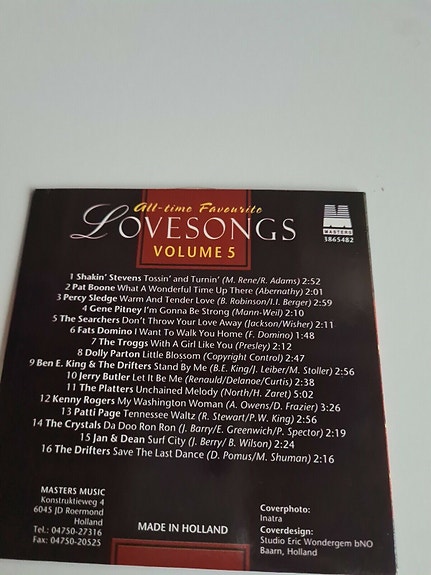 All-time Favourite
LOVESONGS
VOLUME 5
MASTERS
3865482
1 Shakin' Stevens Tossin' and Turnin' (M. Rene/R. Adams) 2:52
2 Pat Boone What A Wonderful Time Up There (Abernathy) 2:01
3 Percy Sledge Warm And Tender Love (B. Robinson/I.I. Berger) 2:59
4 Gene Pitney I'm Gonna Be Strong (Mann-Weil) 2:10
5 The Searchers Don't Throw Your Love Away (Jackson/Wisher) 2:11
6 Fats Domino I Want To Walk You Home (F. Domino) 1:48
7 The Troggs With A Girl Like You (Presley) 2:12
8 Dolly Parton Little Blossom (Copyright Control) 2:47
9 Ben E. King & The Drifters Stand By Me (B.E. King/J. Leiber/M. Stoller) 2:56
10 Jerry Butler Let It Be Me (Renauld/Delanoe/Curtis) 2:38
11 The Platters Unchained Melody (North/H. Zaret) 5:02
12 Kenny Rogers My Washington Woman (A. Owens/D. Frazier) 3:26
13 Patti Page Tennessee Waltz (R. Stewart/P.W. King) 2:56
14 The Crystals Da Doo Ron Ron (J. Barry/E. Greenwich/P. Spector) 2:19
15 Jan & Dean Surf City (J. Berry/B. Wilson) 2:24
16 The Drifters Save The Last Dance (D. Pomus/M. Shuman) 2:16
MASTERS MUSIC
Konstruktieweg 4
6045 JD Roermond
Holland
Tel.: 04750-27316
Fax: 04750-20525
MADE IN HOLLAND
Coverphoto:
Inatra
Coverdesign:
Studio Eric Wondergem bNO
Baarn, Holland